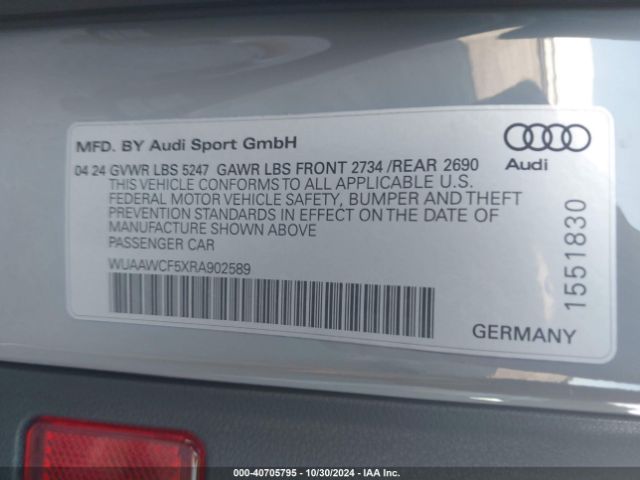 MFD. BY Audi Sport GmbH
04 24 GVWR LBS 5247 GAWR LBS FRONT 2734 /REAR 2690
THIS VEHICLE CONFORMS TO ALL APPLICABLE U.S.
FEDERAL MOTOR VEHICLE SAFETY, BUMPER AND THEFT
PREVENTION STANDARDS IN EFFECT ON THE DATE OF
MANUFACTURE SHOWN ABOVE
PASSENGER CAR
WUAAWCF5XRA902589
Audi
1551830
GERMANY
000-40705795 - 10/30/2024 - IAA Inc.